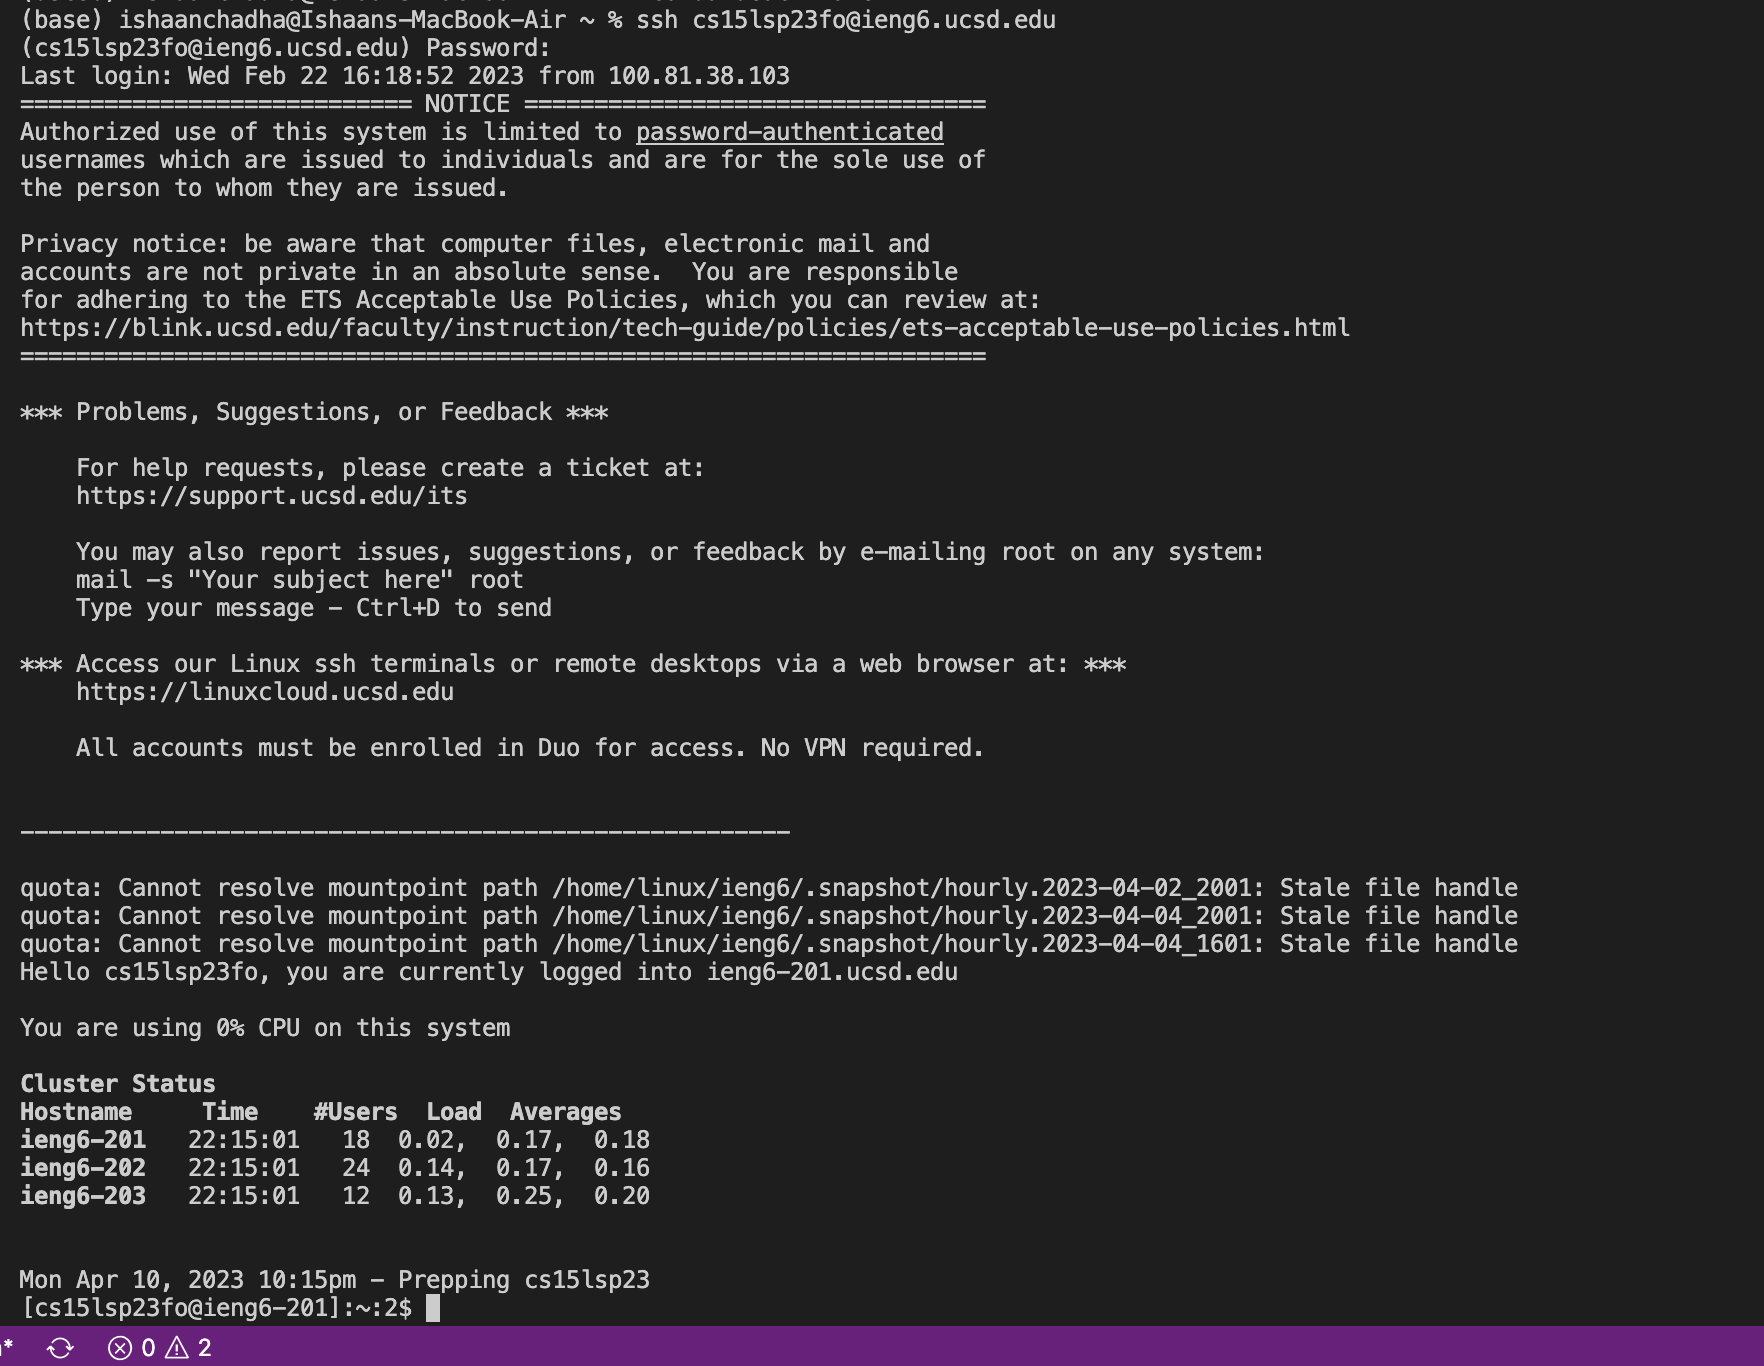 (base) ishaanchadha@Ishaans-MacBook-Air ~ % ssh cs15lsp23fo@ieng6.ucsd.edu
(cs15lsp23fo@ieng6.ucsd.edu) Password:
Last login: Wed Feb 22 16:18:52 2023 from 100.81.38.103
============================ NOTICE =================================
Authorized use of this system is limited to password-authenticated
usernames which are issued to individuals and are for the sole use of
the person to whom they are issued.

Privacy notice: be aware that computer files, electronic mail and
accounts are not private in an absolute sense.  You are responsible
for adhering to the ETS Acceptable Use Policies, which you can review at:
https://blink.ucsd.edu/faculty/instruction/tech-guide/policies/ets-acceptable-use-policies.html
=====================================================================

*** Problems, Suggestions, or Feedback ***

    For help requests, please create a ticket at:
    https://support.ucsd.edu/its

    You may also report issues, suggestions, or feedback by e-mailing root on any system:
    mail -s "Your subject here" root
    Type your message - Ctrl+D to send

*** Access our Linux ssh terminals or remote desktops via a web browser at: ***
    https://linuxcloud.ucsd.edu

    All accounts must be enrolled in Duo for access. No VPN required.

-------------------------------------------------------

quota: Cannot resolve mountpoint path /home/linux/ieng6/.snapshot/hourly.2023-04-02_2001: Stale file handle
quota: Cannot resolve mountpoint path /home/linux/ieng6/.snapshot/hourly.2023-04-04_2001: Stale file handle
quota: Cannot resolve mountpoint path /home/linux/ieng6/.snapshot/hourly.2023-04-04_1601: Stale file handle
Hello cs15lsp23fo, you are currently logged into ieng6-201.ucsd.edu

You are using 0% CPU on this system

Cluster Status
Hostname     Time    #Users  Load  Averages
ieng6-201   22:15:01   18  0.02,  0.17,  0.18
ieng6-202   22:15:01   24  0.14,  0.17,  0.16
ieng6-203   22:15:01   12  0.13,  0.25,  0.20

Mon Apr 10, 2023 10:15pm - Prepping cs15lsp23
[cs15lsp23fo@ieng6-201]:~:2$
* 0 2